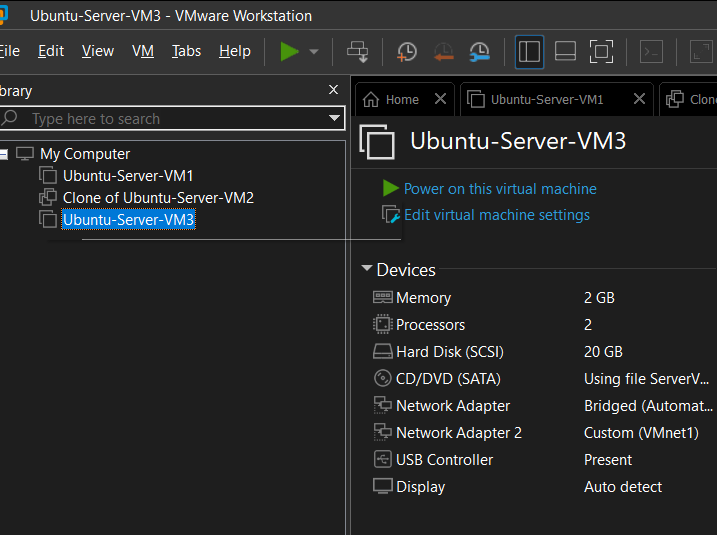 Ubuntu-Server-VM3 - VMware Workstation
File Edit View VM Tabs Help
brary
Type here to search
My Computer
Ubuntu-Server-VM1
Clone of Ubuntu-Server-VM2
Ubuntu-Server-VM3
Home Ubuntu-Server-VM1 Clone
Ubuntu-Server-VM3
Power on this virtual machine
Edit virtual machine settings
Devices
Memory 2 GB
Processors 2
Hard Disk (SCSI) 20 GB
CD/DVD (SATA) Using file ServerV...
Network Adapter Bridged (Automat...
Network Adapter 2 Custom (VMnet1)
USB Controller Present
Display Auto detect